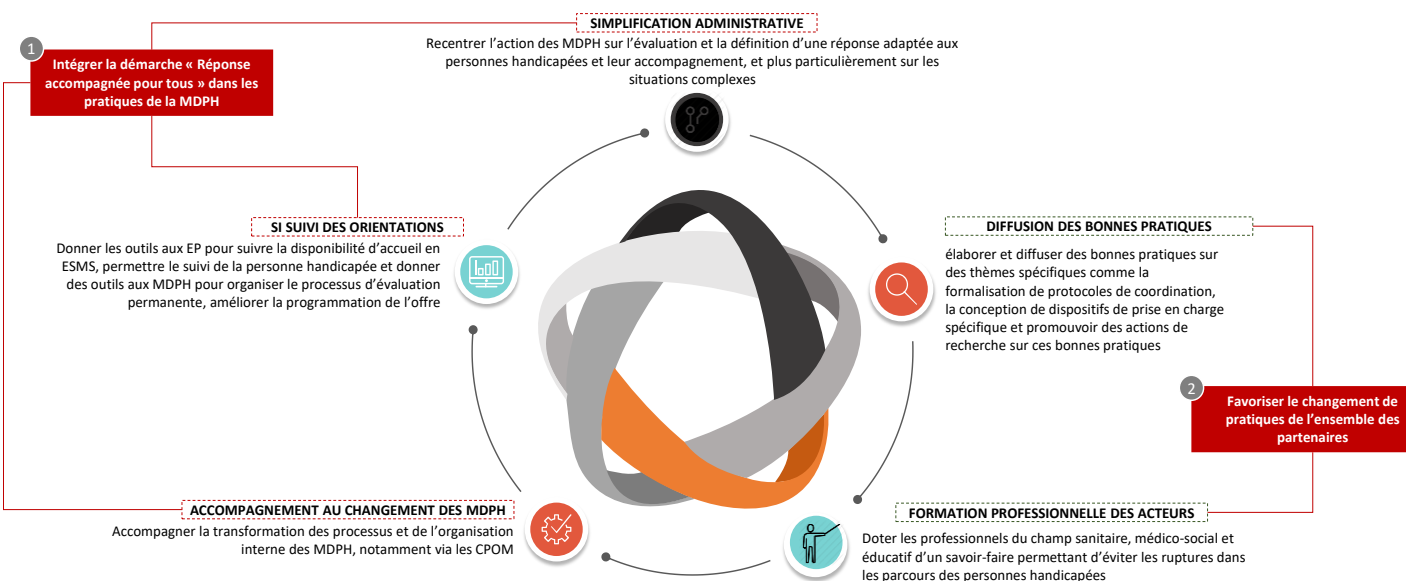 SIMPLIFICATION ADMINISTRATIVE
Recentrer l’action des MDPH sur l’évaluation et la définition d’une réponse adaptée aux
personnes handicapées et leur accompagnement, et plus particulièrement sur les
situations complexes
1
Intégrer la démarche « Réponse
accompagnée pour tous » dans les
pratiques de la MDPH
SI SUIVI DES ORIENTATIONS
Donner les outils aux EP pour suivre la disponibilité d’accueil en
ESMS, permettre le suivi de la personne handicapée et donner
des outils aux MDPH pour organiser le processus d’évaluation
permanente, améliorer la programmation de l’offre
DIFFUSION DES BONNES PRATIQUES
élaborer et diffuser des bonnes pratiques sur
des thèmes spécifiques comme la
formalisation de protocoles de coordination,
la conception de dispositifs de prise en charge
spécifique et promouvoir des actions de
recherche sur ces bonnes pratiques
2
Favoriser le changement de
pratiques de l’ensemble des
partenaires
ACCOMPAGNEMENT AU CHANGEMENT DES MDPH
Accompagner la transformation des processus et de l’organisation
interne des MDPH, notamment via les CPOM
FORMATION PROFESSIONNELLE DES ACTEURS
Doter les professionnels du champ sanitaire, médico-social et
éducatif d’un savoir-faire permettant d’éviter les ruptures dans
les parcours des personnes handicapées